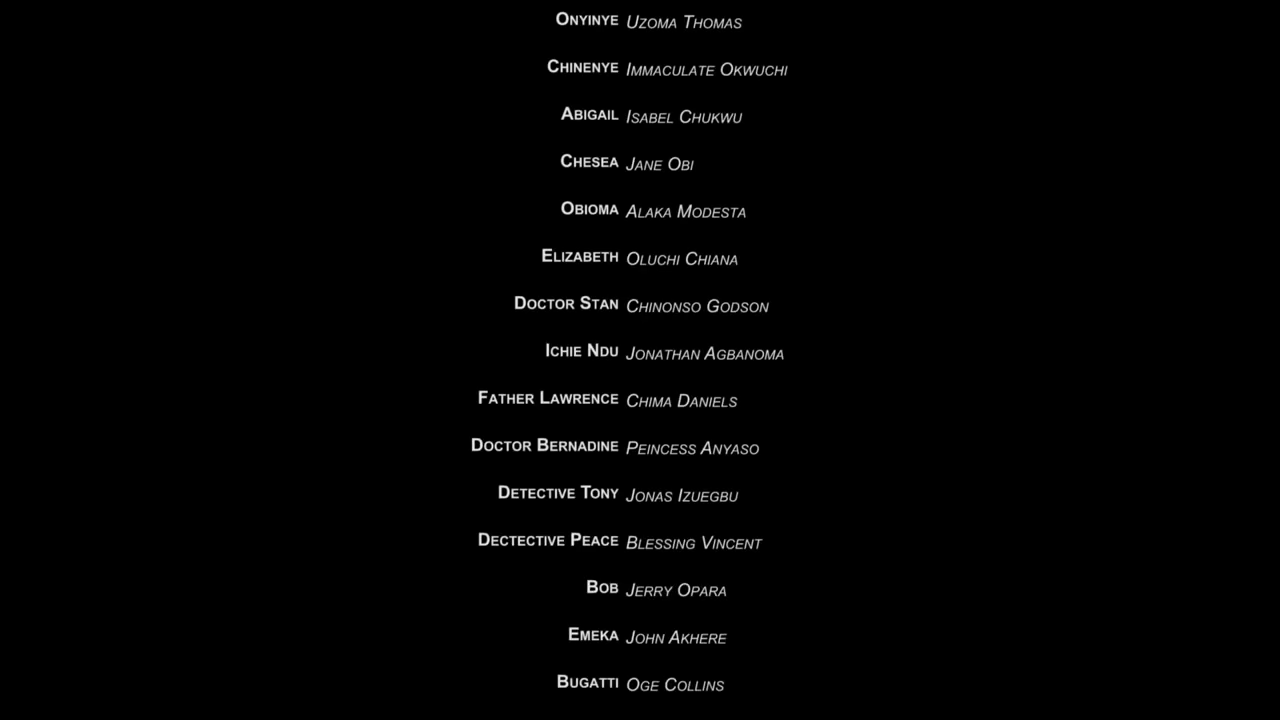 Onyinye Uzoma Thomas
Chinenye Immaculate Okwuchi
Abigail Isabel Chukwu
Chesea Jane Obi
Obioma Alaka Modesta
Elizabeth Oluchi Chiana
Doctor Stan Chinonso Godson
Ichie Ndu Jonathan Agbanoma
Father Lawrence Chima Daniels
Doctor Bernadine Peincess Anyaso
Detective Tony Jonas Izuegbu
Dectective Peace Blessing Vincent
Bob Jerry Opara
Emeka John Akhere
Bugatti Oge Collins